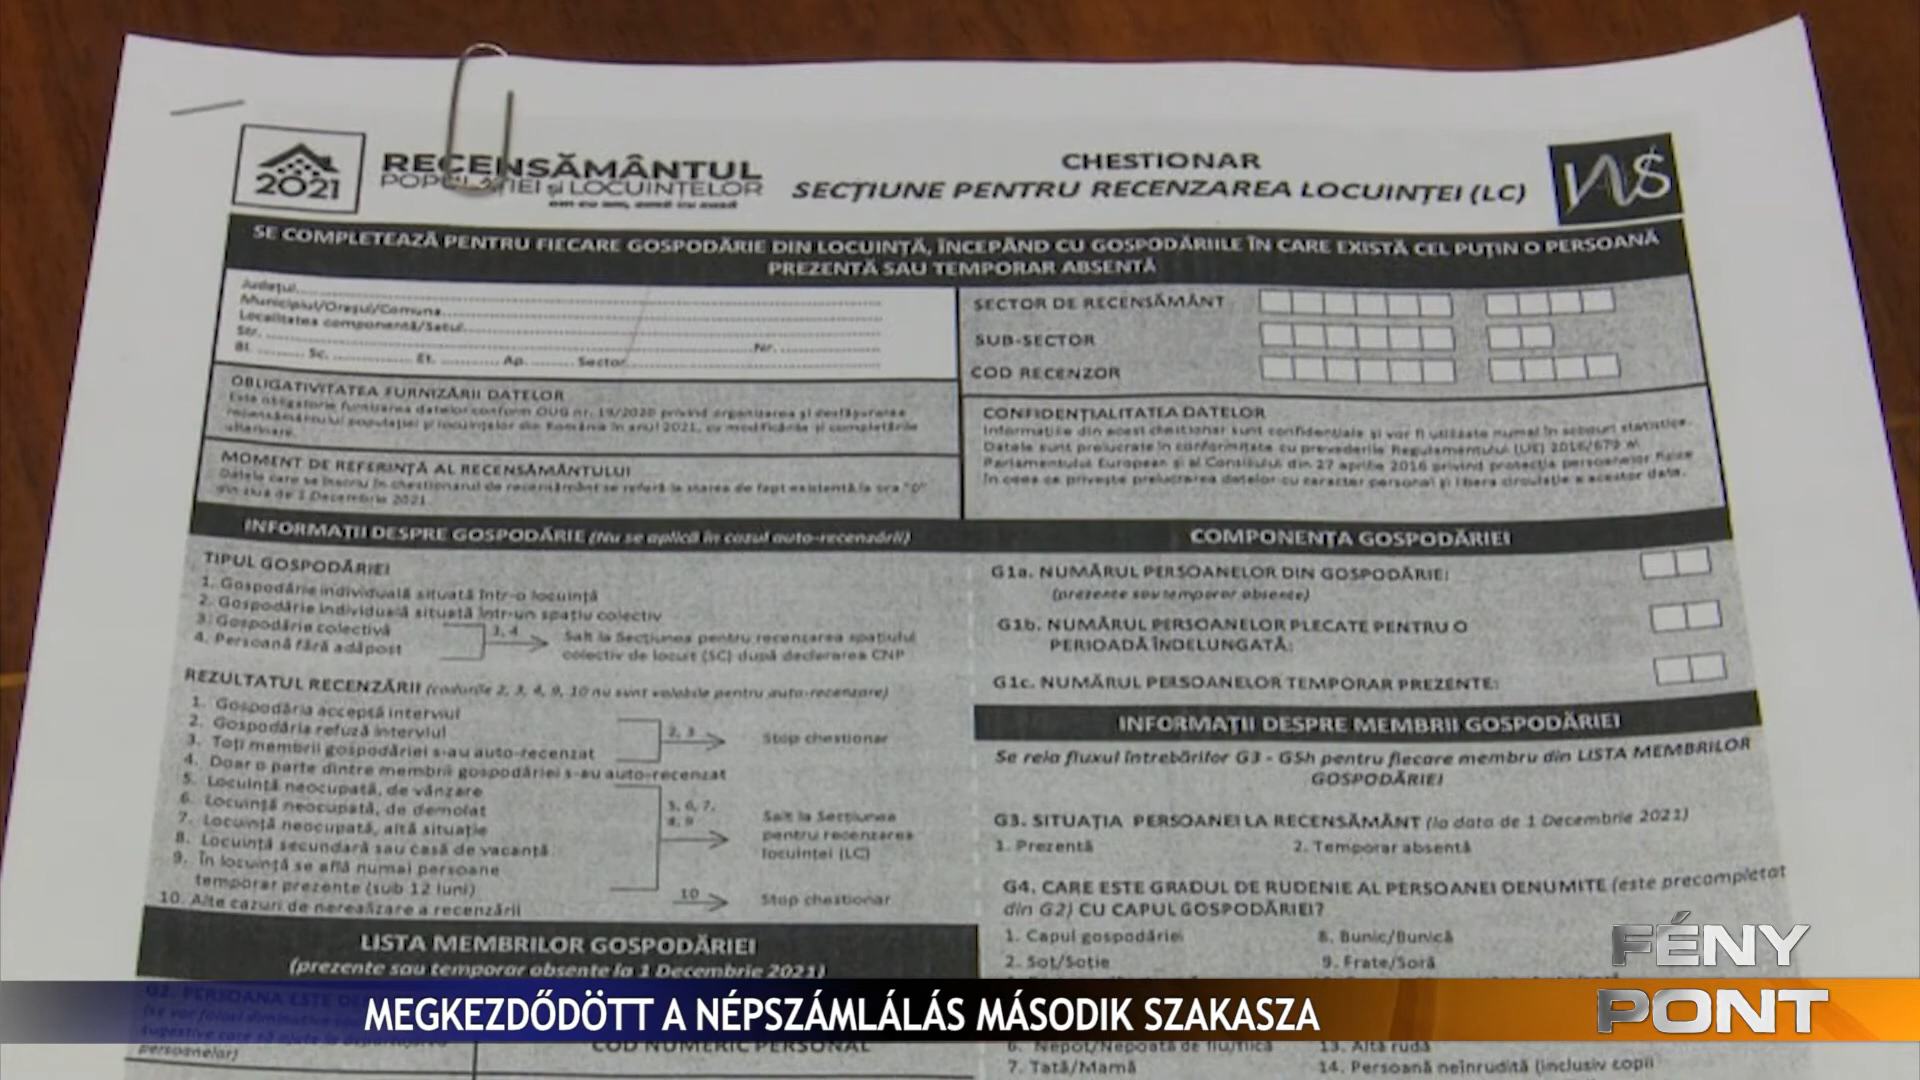 2021
RECENSĂMÂNTUL
POPULAȚIEI și LOCUINȚELOR
CHESTIONAR
SECȚIUNE PENTRU RECENZAREA LOCUINȚEI (LC)
INS
SE COMPLETEAZĂ PENTRU FIECARE GOSPODĂRIE DIN LOCUINȚĂ, ÎNCEPÂND CU GOSPODĂRIILE ÎN CARE EXISTĂ CEL PUȚIN O PERSOANĂ
PREZENTĂ SAU TEMPORAR ABSENTĂ
Județul
Municipiul/Orașul/Comuna
Localitatea componentă/Satul
Str. Nr.
Bl. Sc. Et. Ap. Sector
SECTOR DE RECENSĂMÂNT
SUB-SECTOR
COD RECENZOR
OBLIGATIVITATEA FURNIZĂRII DATELOR
Este obligatorie furnizarea datelor conform OUG nr. 19/2020 privind organizarea și desfășurarea
recensământului populației și locuințelor din România în anul 2021, cu modificările și completările
ulterioare.
MOMENT DE REFERINȚĂ AL RECENSĂMÂNTULUI
Datele care se înscriu în chestionarul de recensământ se referă la starea de fapt existentă la ora "0"
din ziua de 1 Decembrie 2021
CONFIDENȚIALITATEA DATELOR
Informațiile din acest chestionar sunt confidențiale și vor fi utilizate numai în scopuri statistice.
Datele sunt prelucrate în conformitate cu prevederile Regulamentului (UE) 2016/679 al
Parlamentului European și al Consiliului din 27 aprilie 2016 privind protecția persoanelor fizice
în ceea ce privește prelucrarea datelor cu caracter personal și libera circulație a acestor date.
INFORMAȚII DESPRE GOSPODĂRIE (Nu se aplică în cazul auto-recenzării)
TIPUL GOSPODĂRIEI
1. Gospodărie individuală situată într-o locuință
2. Gospodărie individuală situată într-un spațiu colectiv
3. Gospodărie colectivă
4. Persoană fără adăpost
3, 4
Salt la Secțiunea pentru recenzarea spațiului
colectiv de locuit (SC) după declararea CNP
REZULTATUL RECENZĂRII (codurile 2, 3, 4, 9, 10 nu sunt valabile pentru auto-recenzare)
1. Gospodăria acceptă interviul
2. Gospodăria refuză interviul
3. Toți membrii gospodăriei s-au auto-recenzat
4. Doar o parte dintre membrii gospodăriei s-au auto-recenzat
5. Locuință neocupată, de vânzare
6. Locuință neocupată, de demolat
7. Locuință neocupată, altă situație
8. Locuință secundară sau casă de vacanță
9. În locuință se află numai persoane
temporar prezente (sub 12 luni)
10. Alte cazuri de nerealizare a recenzării
2, 3
Stop chestionar
5, 6, 7,
8, 9
Salt la Secțiunea
pentru recenzarea
locuinței (LC)
10
Stop chestionar
LISTA MEMBRILOR GOSPODĂRIEI
(prezente sau temporar absente la 1 Decembrie 2021)
persoanelor)
COD NUMERIC PERSONAL
COMPONENȚA GOSPODĂRIEI
G1a. NUMĂRUL PERSOANELOR DIN GOSPODĂRIE:
(prezente sau temporar absente)
G1b. NUMĂRUL PERSOANELOR PLECATE PENTRU O
PERIOADĂ ÎNDELUNGATĂ:
G1c. NUMĂRUL PERSOANELOR TEMPORAR PREZENTE:
INFORMAȚII DESPRE MEMBRII GOSPODĂRIEI
Se reia fluxul întrebărilor G3 - G5h pentru fiecare membru din LISTA MEMBRILOR
GOSPODĂRIEI
G3. SITUAȚIA PERSOANEI LA RECENSĂMÂNT (la data de 1 Decembrie 2021)
1. Prezentă 2. Temporar absentă
G4. CARE ESTE GRADUL DE RUDENIE AL PERSOANEI DENUMITE (este precompletat
din G2) CU CAPUL GOSPODĂRIEI?
1. Capul gospodăriei 8. Bunic/Bunică
2. Soț/Soție 9. Frate/Soră
6. Nepot/Nepoată de fiu/fiică 13. Altă rudă
7. Tată/Mamă 14. Persoană neînrudită (inclusiv copii
FÉNY
PONT
MEGKEZDŐDÖTT A NÉPSZÁMLÁLÁS MÁSODIK SZAKASZA